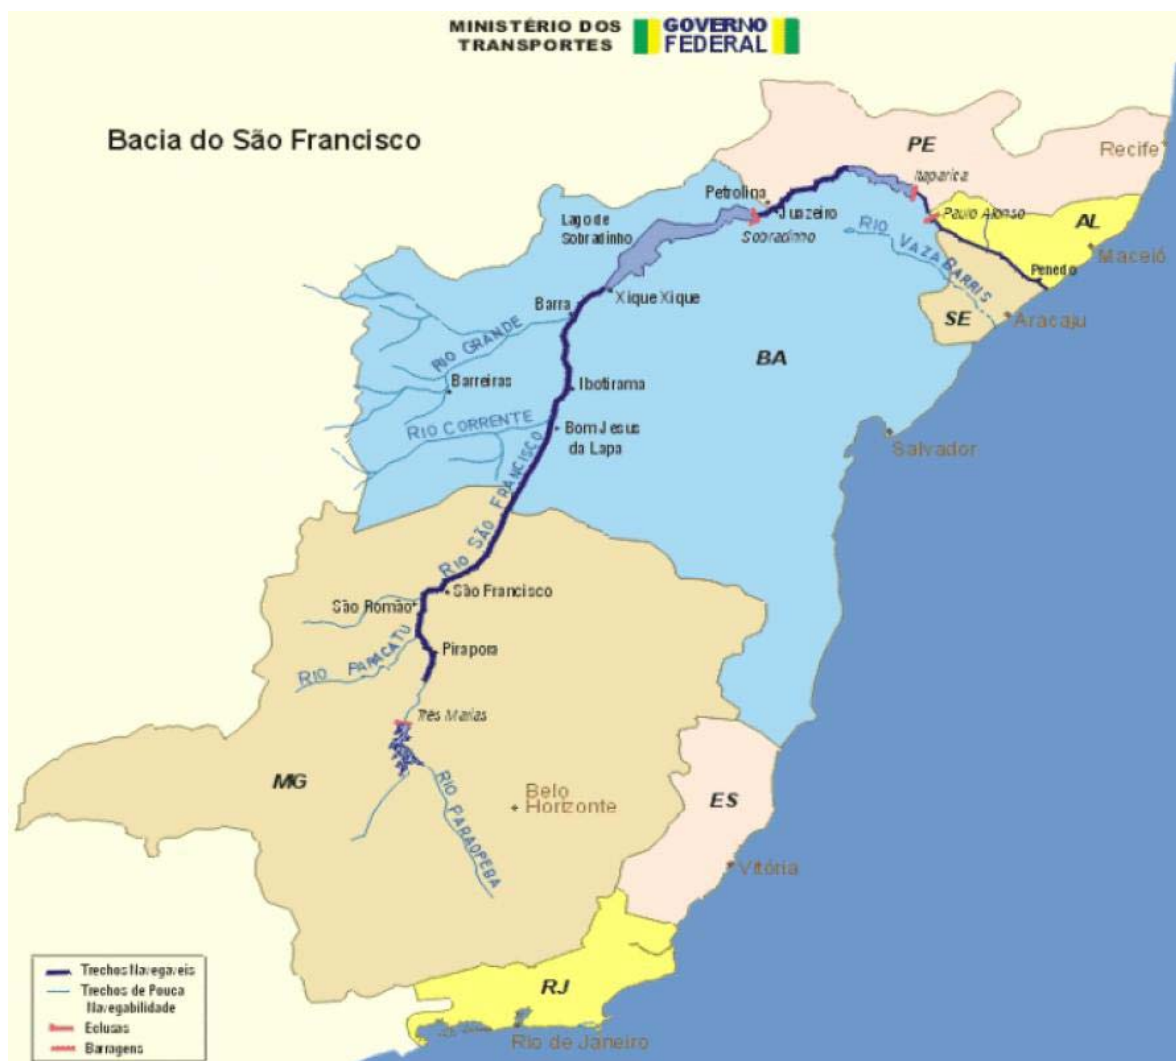 MINISTÉRIO DOS
TRANSPORTES
GOVERNO
FEDERAL
Bacia do São Francisco
PE
Recife
Itaparica
Petrolina
Juazeiro
Paulo Afonso
AL
Lago de
Sobradinho
Sobradinho
RIO VAZA BARRIS
Maceió
Penedo
Xique Xique
Barra
SE
Aracaju
RIO GRANDE
BA
Barreiras
Ibotirama
RIO CORRENTE
Bom Jesus
da Lapa
Salvador
RIO SÃO FRANCISCO
São Francisco
São Romão
RIO PARACATU
Pirapora
Três Marias
MG
Belo
Horizonte
ES
RIO PARAOPEBA
Vitória
Trechos Navegáveis
Trechos de Pouca
Navegabilidade
Eclusas
Barragens
RJ
Rio de Janeiro